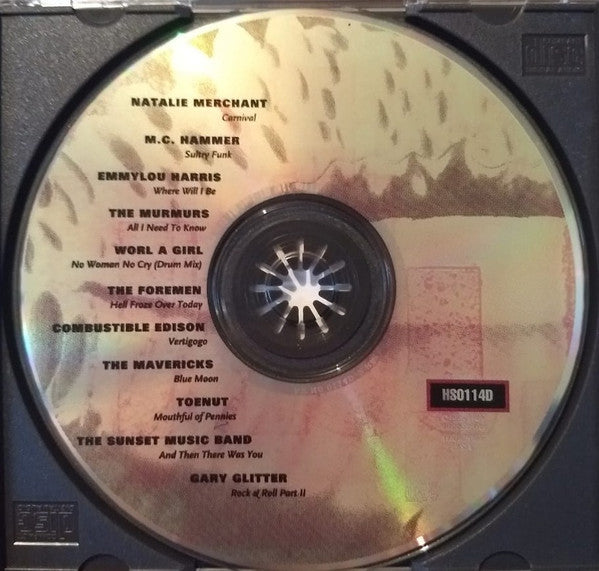 NATALIE MERCHANT
Carnival
M.C. HAMMER
Sultry Funk
EMMYLOU HARRIS
Where Will I Be
THE MURMURS
All I Need To Know
WORL A GIRL
No Woman No Cry (Drum Mix)
THE FOREMEN
Hell Froze Over Today
COMBUSTIBLE EDISON
Vertigogo
THE MAVERICKS
Blue Moon
HS0114D
TOENUT
Mouthful of Pennies
THE SUNSET MUSIC BAND
And Then There Was You
GARY GLITTER
Rock & Roll Part II